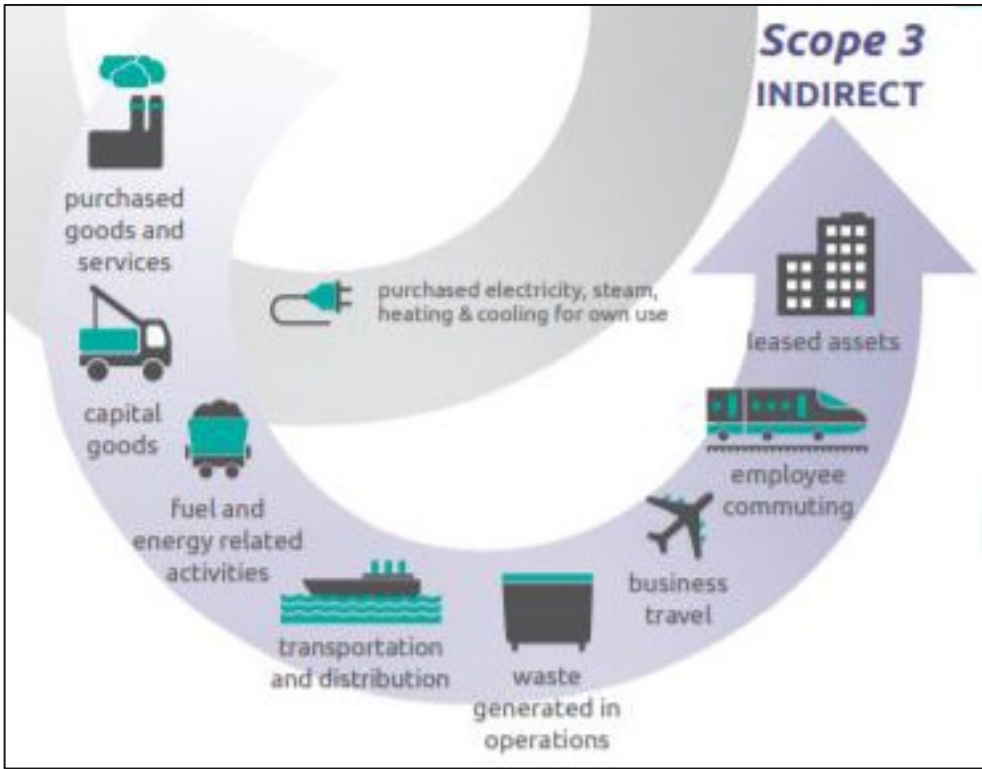 Scope 3
INDIRECT
purchased
goods and
services
purchased electricity, steam,
heating & cooling for own use
capital
goods
fuel and
energy related
activities
transportation
and distribution
waste
generated in
operations
business
travel
employee
commuting
leased assets